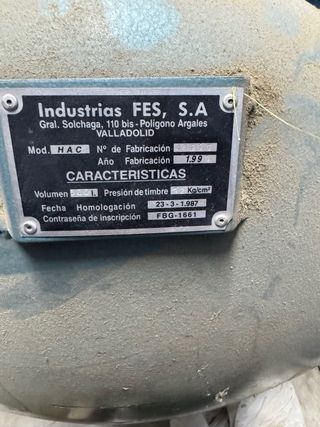 Industrias FES, S.A
Gral. Solchaga, 110 bis - Polígono Argales
VALLADOLID
Mod. HAC Nº de Fabricación
Año Fabricación 1.99
CARACTERISTICAS
Volumen Presión de timbre Kg/cm²
Fecha Homologación 23-3-1.987
Contraseña de inscripción FBG-1661